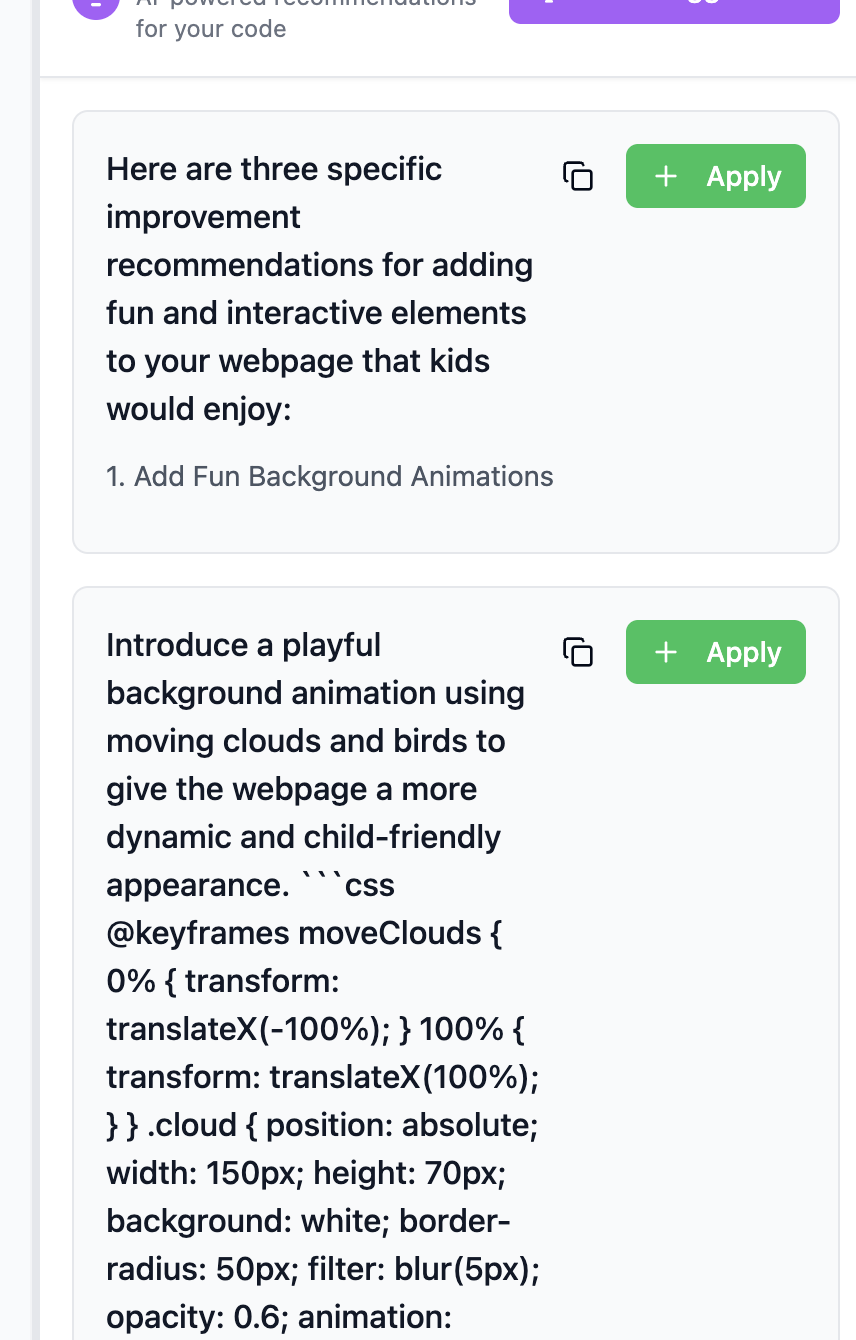 AI-powered recommendations
for your code
Here are three specific
improvement
recommendations for adding
fun and interactive elements
to your webpage that kids
would enjoy:
Apply
1. Add Fun Background Animations
Introduce a playful
background animation using
moving clouds and birds to
give the webpage a more
dynamic and child-friendly
appearance. ```css
@keyframes moveClouds {
0% { transform:
translateX(-100%); } 100% {
transform: translateX(100%);
} } .cloud { position: absolute;
width: 150px; height: 70px;
background: white; border-
radius: 50px; filter: blur(5px);
opacity: 0.6; animation:
Apply